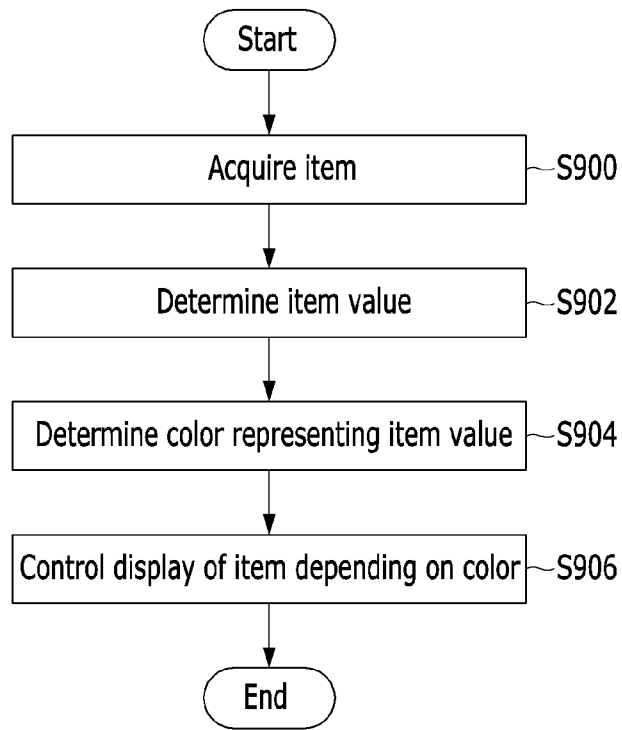 Start
Acquire item
S900
Determine item value
S902
Determine color representing item value
S904
Control display of item depending on color
S906
End